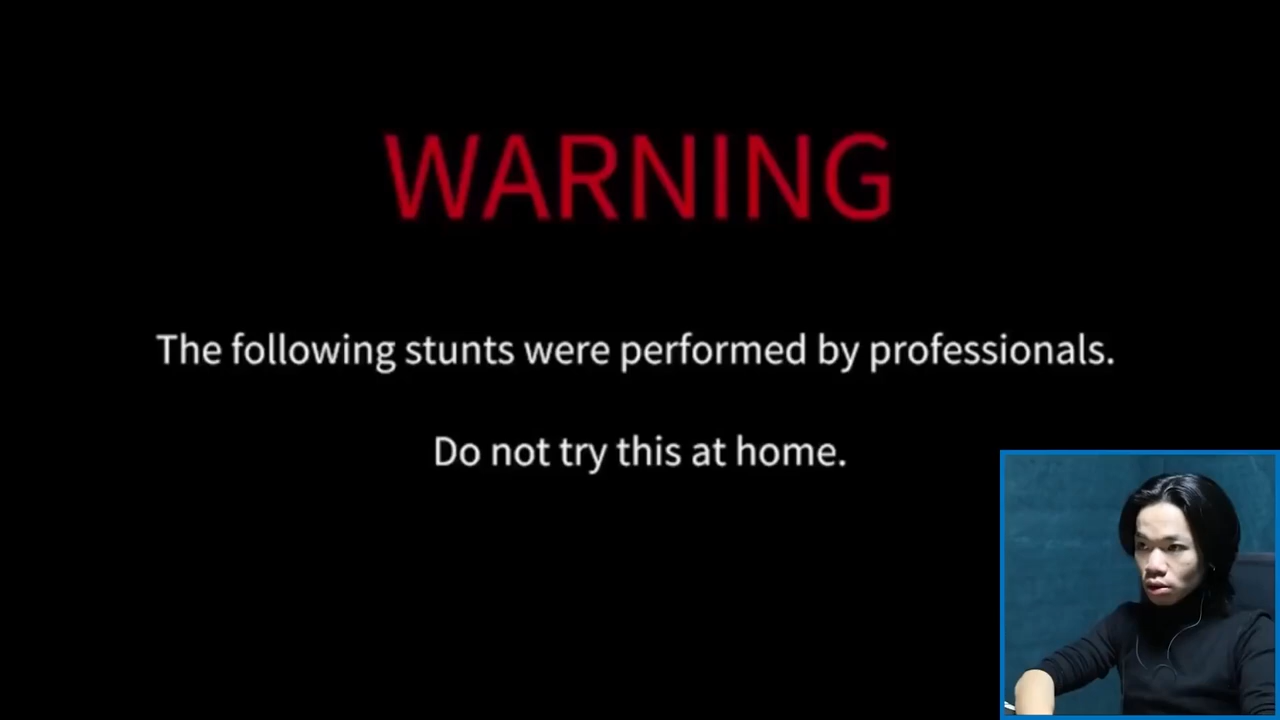 WARNING
The following stunts were performed by professionals.
Do not try this at home.